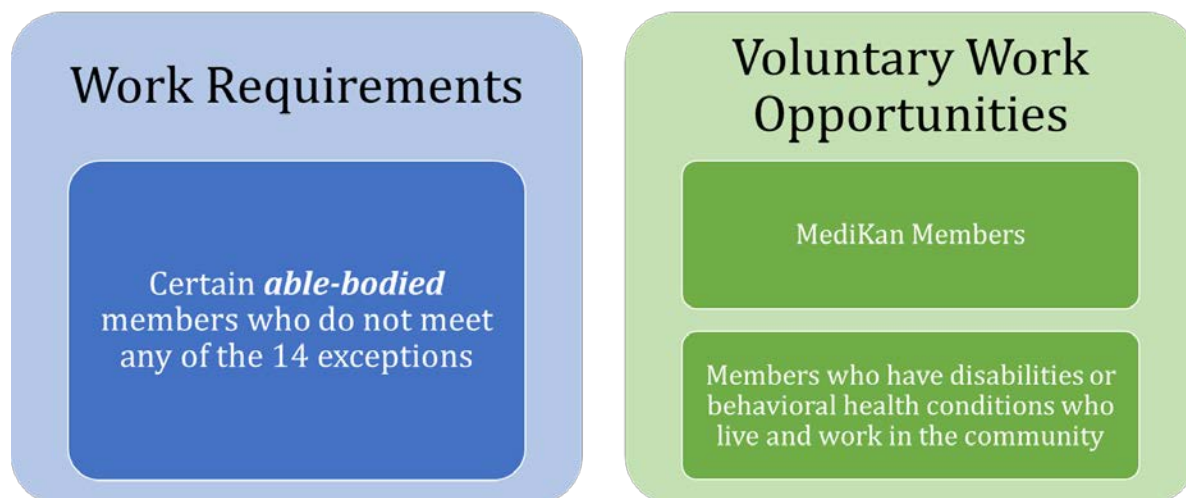 Work Requirements
Certain able-bodied
members who do not meet
any of the 14 exceptions
Voluntary Work
Opportunities
MediKan Members
Members who have disabilities or
behavioral health conditions who
live and work in the community